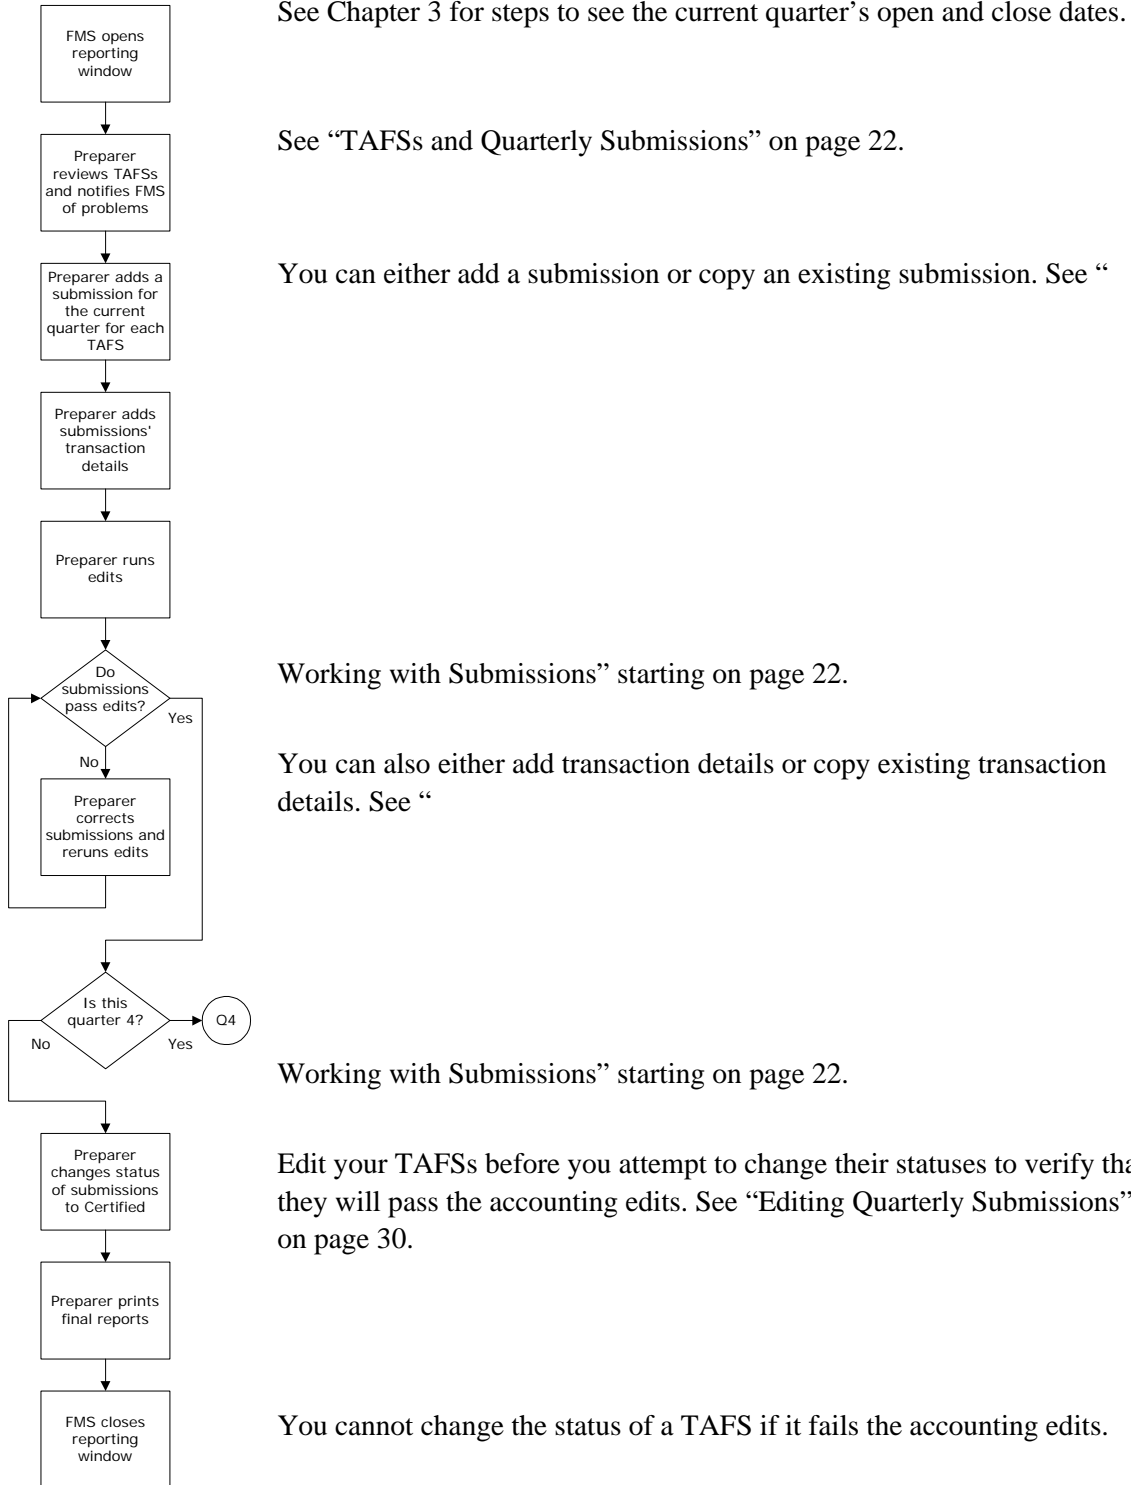 See Chapter 3 for steps to see the current quarter’s open and close dates.
FMS opens
reporting
window
See “TAFSs and Quarterly Submissions” on page 22.
Preparer
reviews TAFSs
and notifies FMS
of problems
You can either add a submission or copy an existing submission. See “
Preparer adds a
submission for
the current
quarter for each
TAFS
Preparer adds
submissions'
transaction
details
Preparer runs
edits
Working with Submissions” starting on page 22.
Do
submissions
pass edits?
Yes
No
You can also either add transaction details or copy existing transaction
details. See “
Preparer
corrects
submissions and
reruns edits
Is this
quarter 4?
Q4
No
Yes
Working with Submissions” starting on page 22.
Preparer
changes status
of submissions
to Certified
Edit your TAFSs before you attempt to change their statuses to verify tha
they will pass the accounting edits. See “Editing Quarterly Submissions”
on page 30.
Preparer prints
final reports
FMS closes
reporting
window
You cannot change the status of a TAFS if it fails the accounting edits.